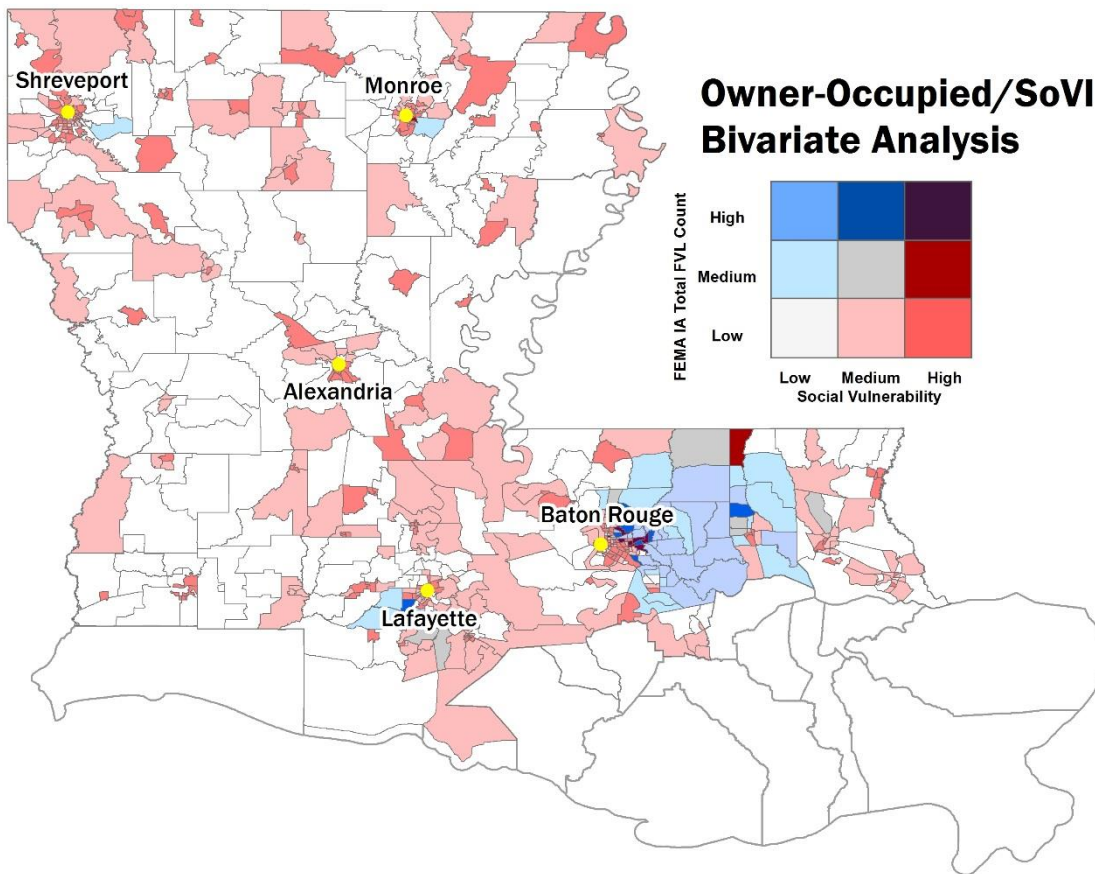 Shreveport
Monroe
Owner-Occupied/SoVI
Bivariate Analysis
FEMA IA Total FVL Count
High
Medium
Low
Low
Medium
High
Social Vulnerability
Alexandria
Baton Rouge
Lafayette